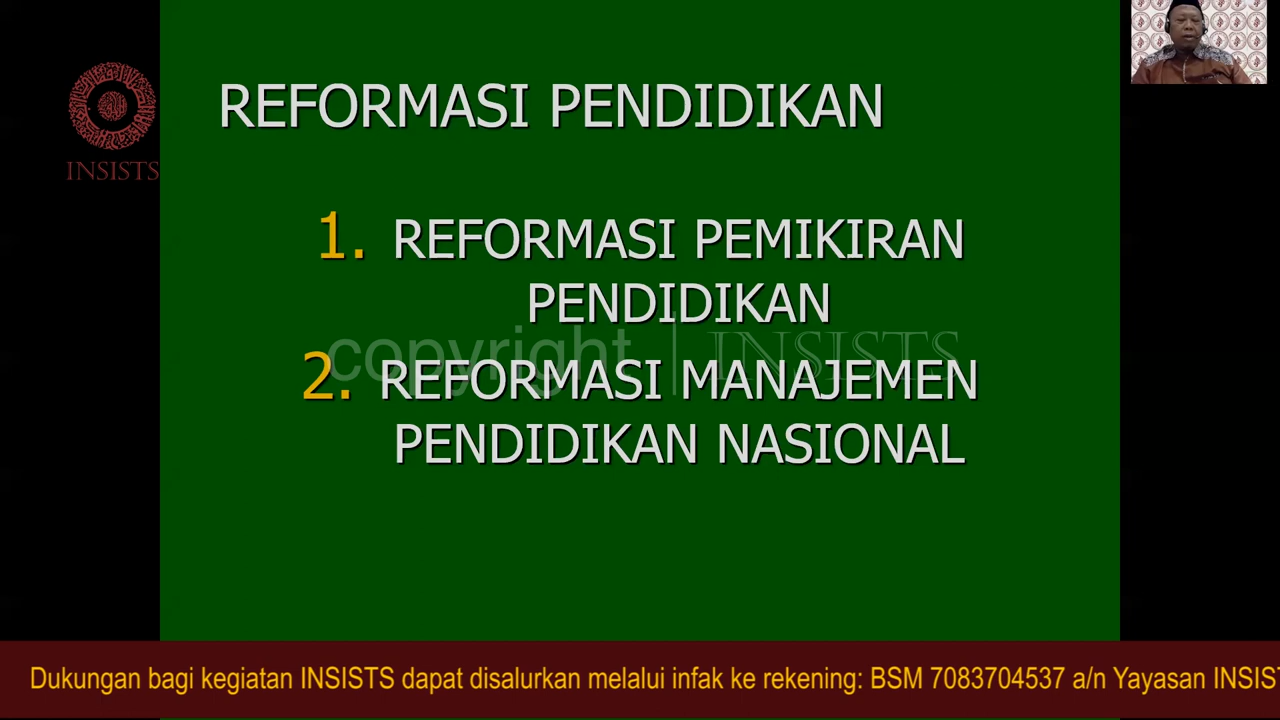 REFORMASI PENDIDIKAN
INSISTS
1. REFORMASI PEMIKIRAN
PENDIDIKAN
copyright | INSISTS
2. REFORMASI MANAJEMEN
PENDIDIKAN NASIONAL
Dukungan bagi kegiatan INSISTS dapat disalurkan melalui infak ke rekening: BSM 7083704537 a/n Yayasan INSIST